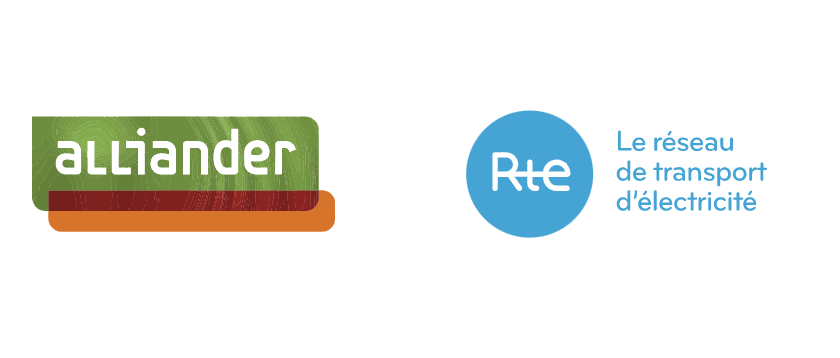 alliander
Rte
Le réseau
de transport
d'électricité